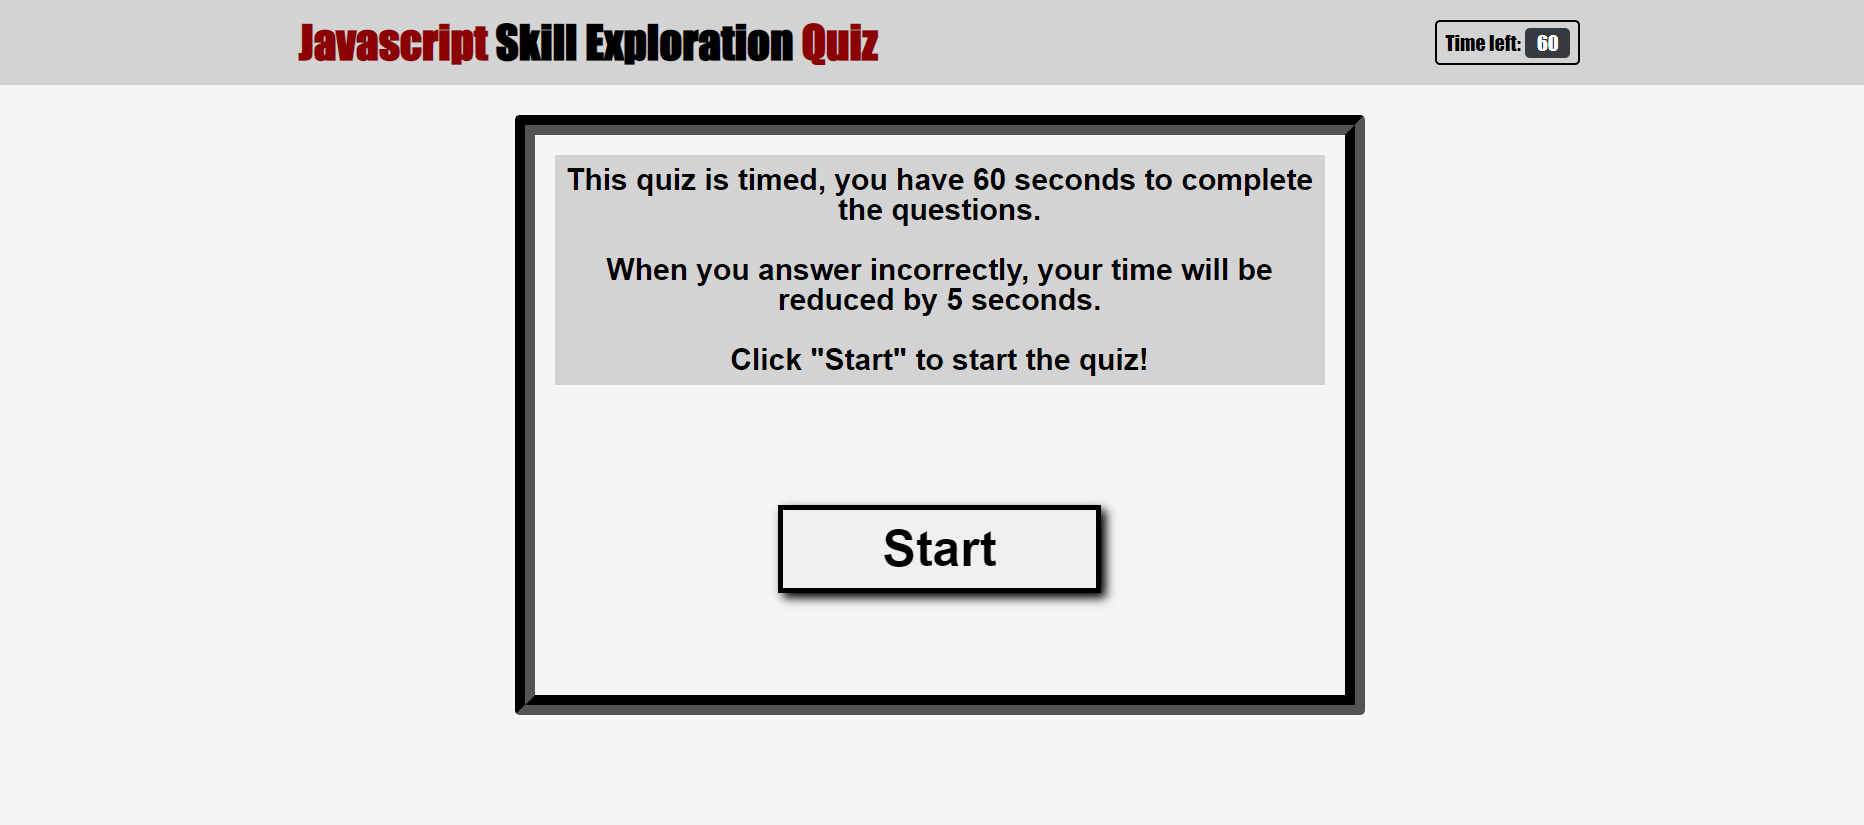 Javascript Skill Exploration Quiz
Time left: 60
This quiz is timed, you have 60 seconds to complete
the questions.
When you answer incorrectly, your time will be
reduced by 5 seconds.
Click "Start" to start the quiz!
Start